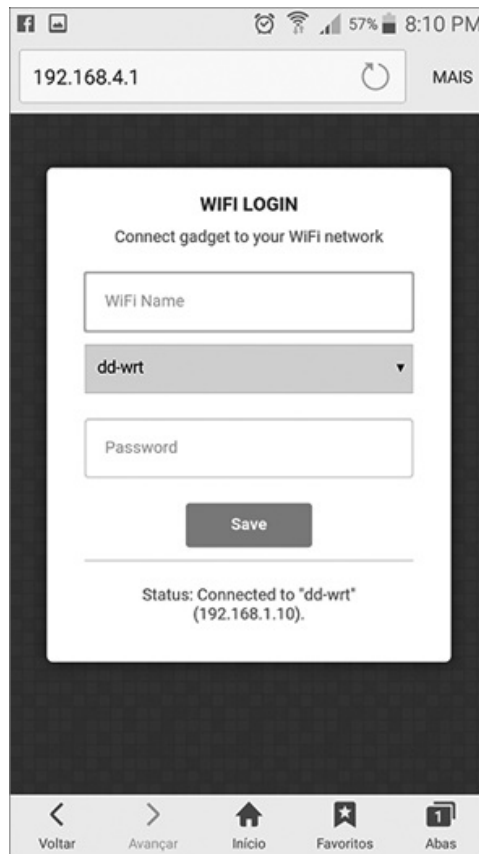 57% 8:10 PM
192.168.4.1 MAIS
WIFI LOGIN
Connect gadget to your WiFi network
WiFi Name
dd-wrt
Password
Save
Status: Connected to "dd-wrt"
(192.168.1.10).
1
Voltar Avançar Início Favoritos Abas